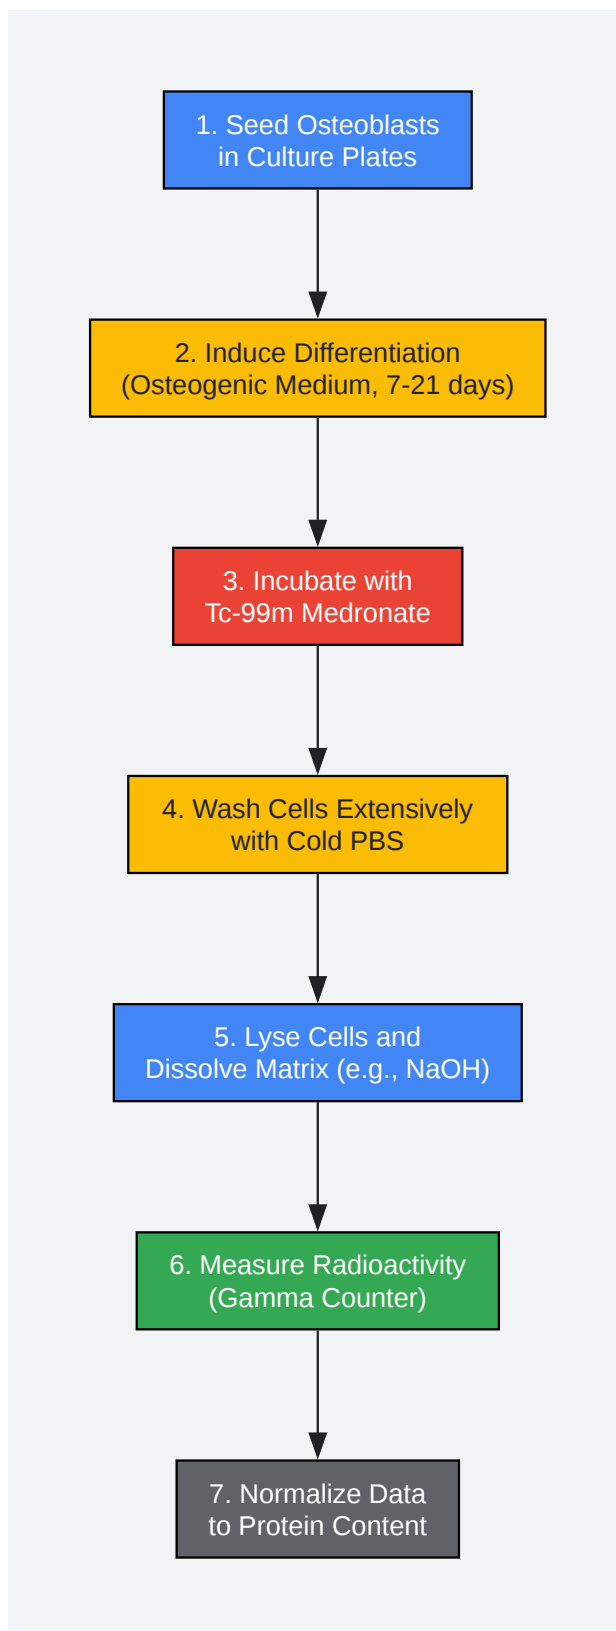 1. Seed Osteoblasts
in Culture Plates
2. Induce Differentiation
(Osteogenic Medium, 7-21 days)
3. Incubate with
Tc-99m Medronate
4. Wash Cells Extensively
with Cold PBS
5. Lyse Cells and
Dissolve Matrix (e.g., NaOH)
6. Measure Radioactivity
(Gamma Counter)
7. Normalize Data
to Protein Content